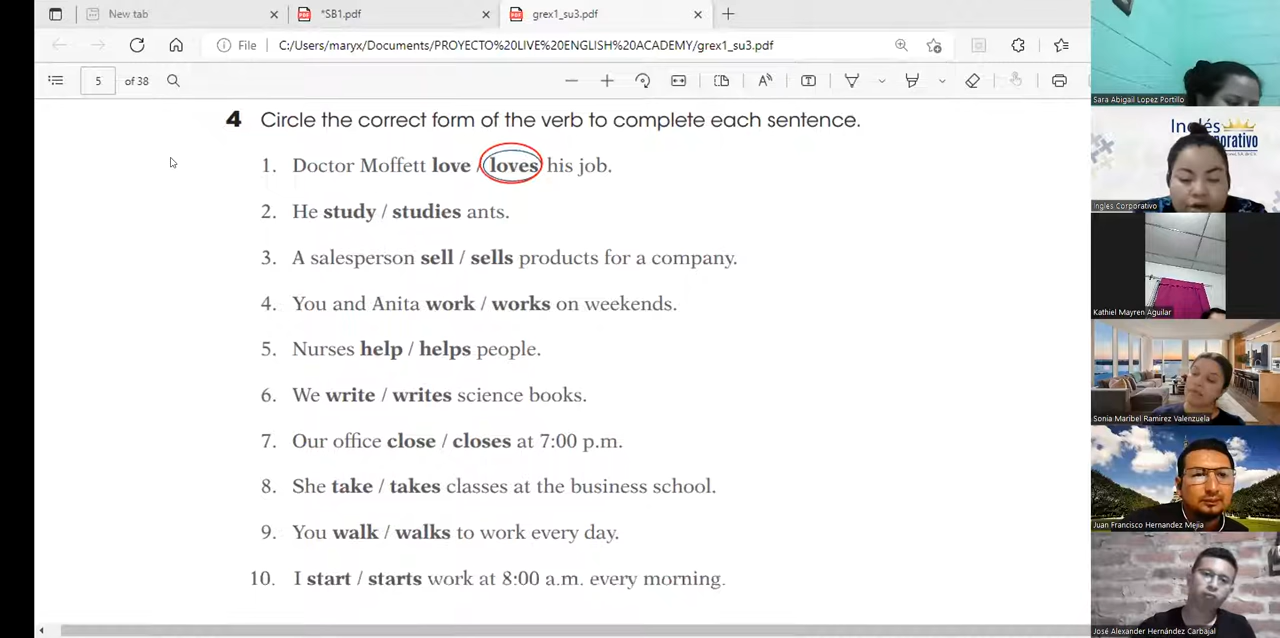 New tab
*SB1.pdf
grex1_su3.pdf
File
C:/Users/maryx/Documents/PROYECTO%20LIVE%20ENGLISH%20ACADEMY/grex1_su3.pdf
5 of 38
4 Circle the correct form of the verb to complete each sentence.
1. Doctor Moffett love / loves his job.
2. He study / studies ants.
3. A salesperson sell / sells products for a company.
4. You and Anita work / works on weekends.
5. Nurses help / helps people.
6. We write / writes science books.
7. Our office close / closes at 7:00 p.m.
8. She take / takes classes at the business school.
9. You walk / walks to work every day.
10. I start / starts work at 8:00 a.m. every morning.
Sara Abigail Lopez Portillo
Inglés
Corporativo
Inglés Corporativo
Kathiel Mayren Aguilar
Sonia Maribel Ramirez Valenzuela
Juan Francisco Hernandez Mejia
José Alexander Hernández Carbajal